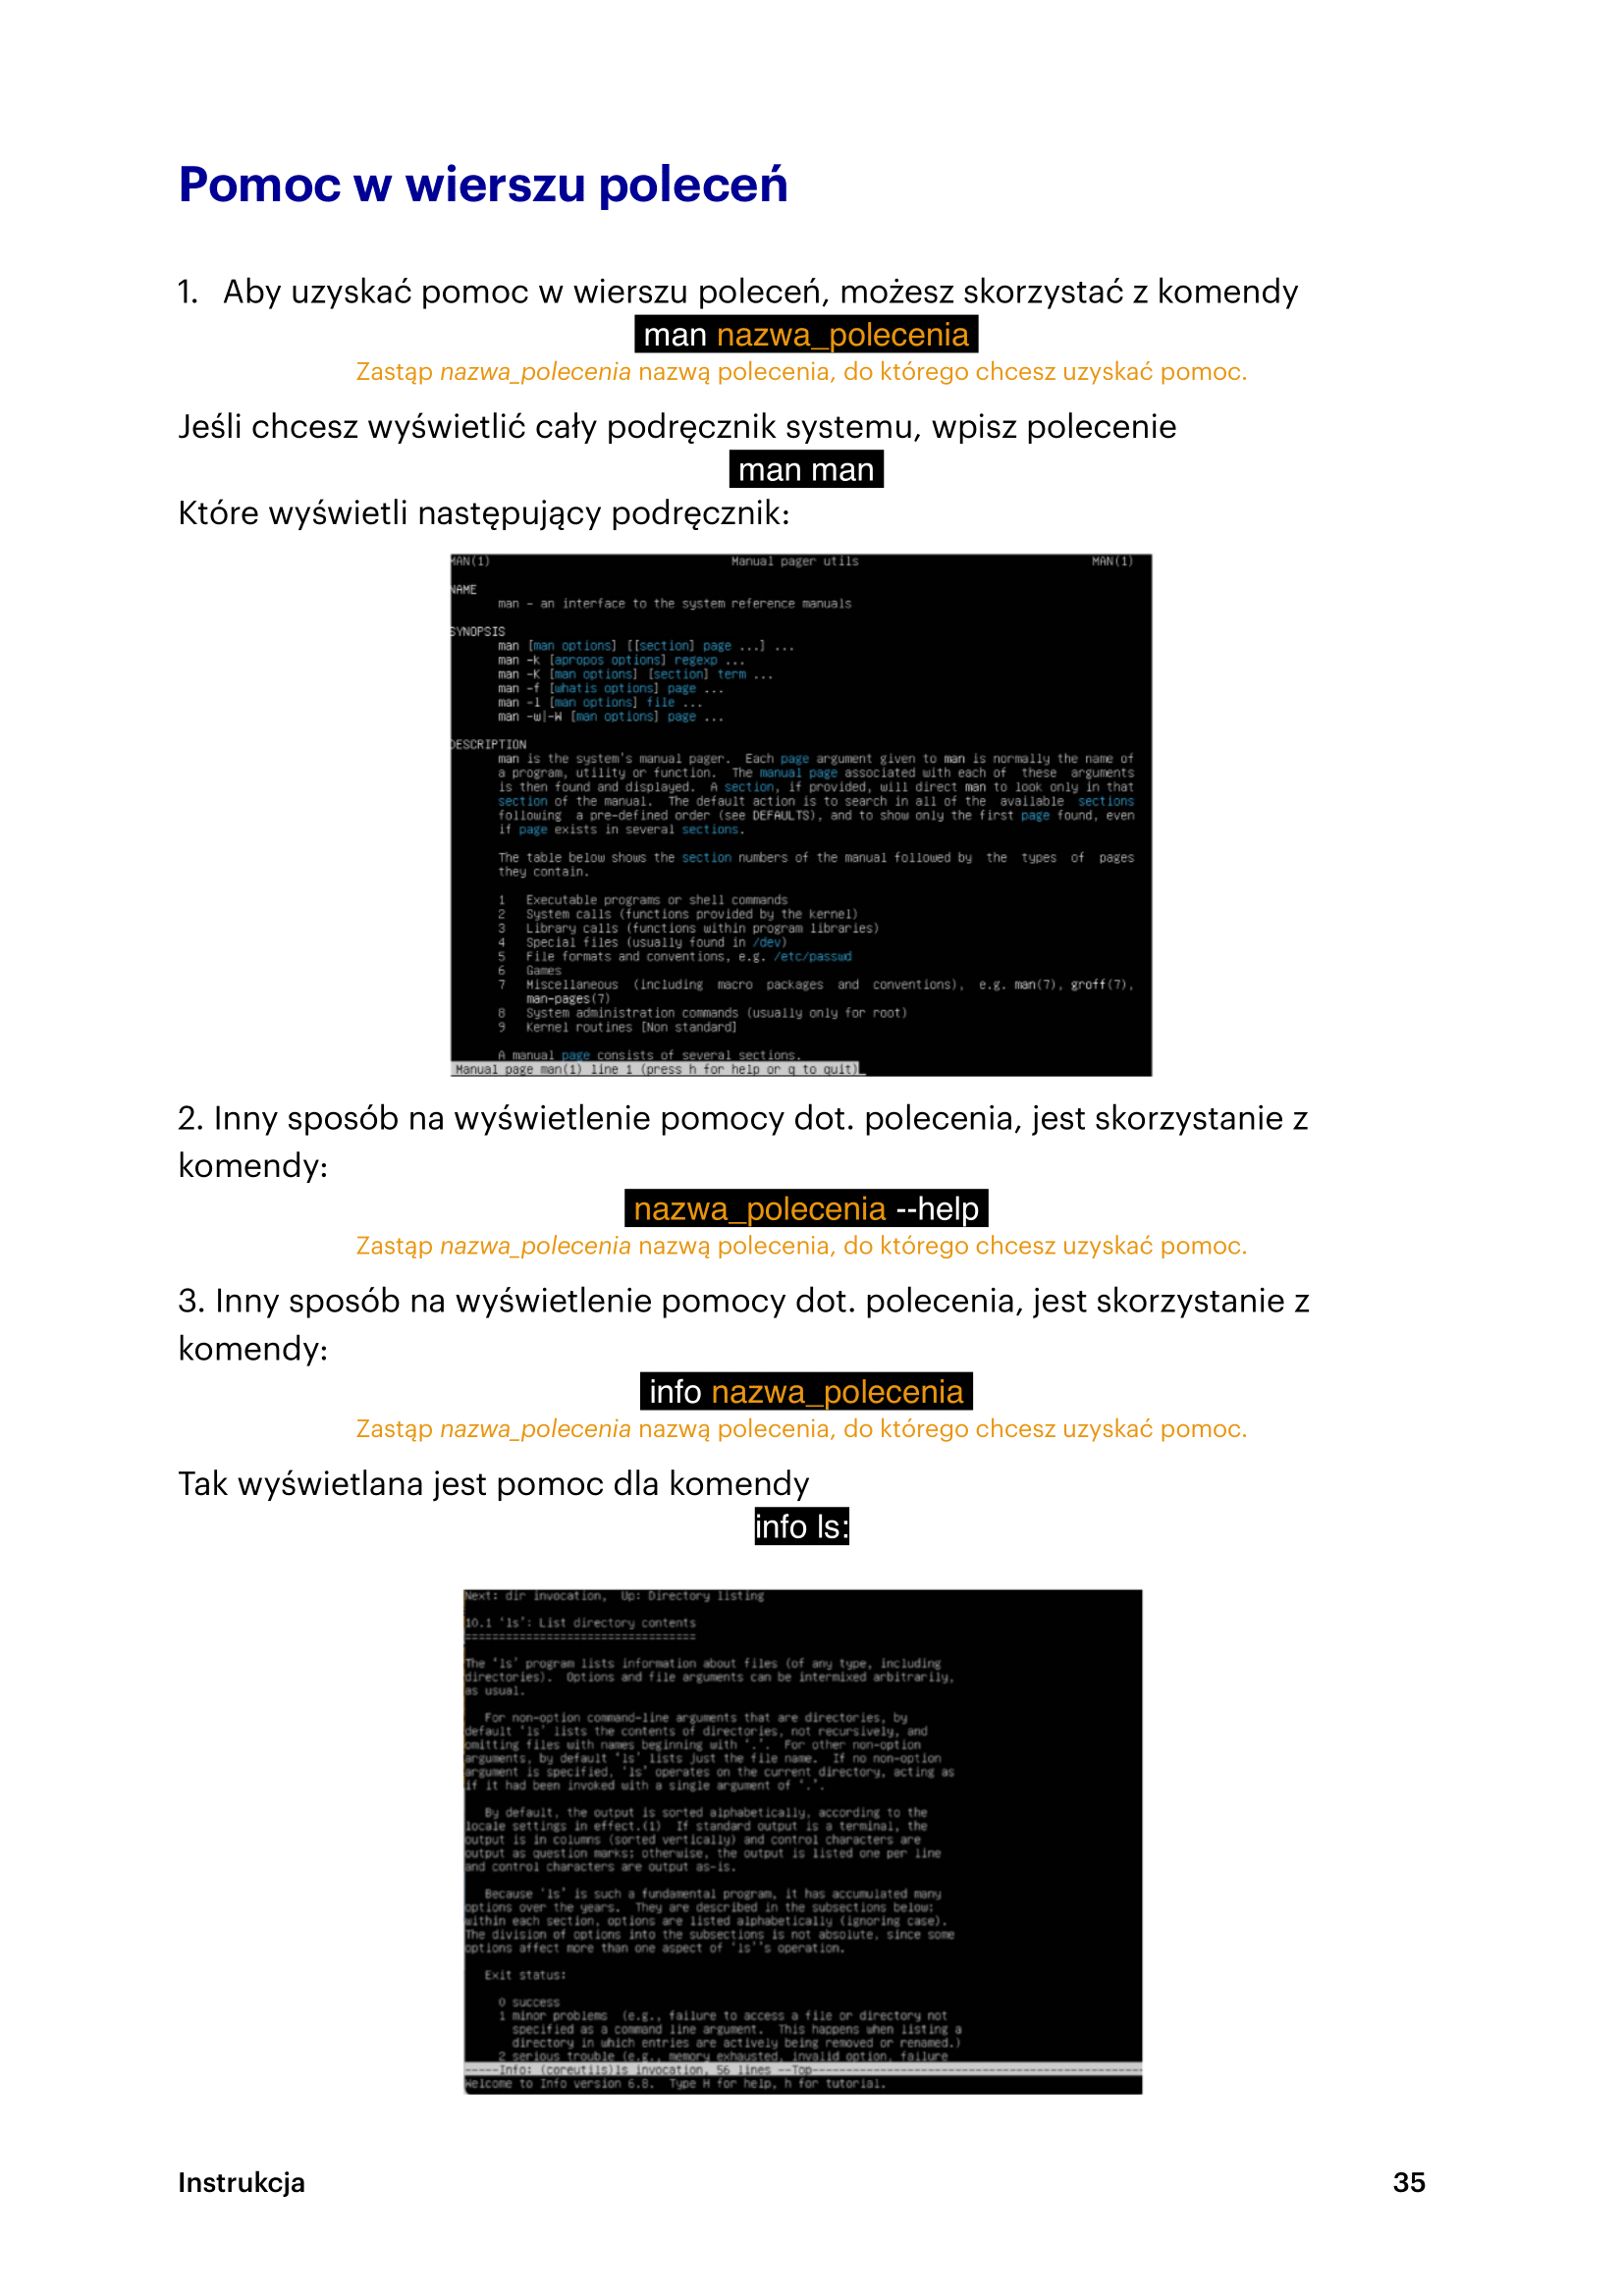 Pomoc w wierszu poleceń
1. Aby uzyskać pomoc w wierszu poleceń, możesz skorzystać z komendy
man nazwa_polecenia
Zastąp nazwa_polecenia nazwą polecenia, do którego chcesz uzyskać pomoc.
Jeśli chcesz wyświetlić cały podręcznik systemu, wpisz polecenie
man man
Które wyświetli następujący podręcznik:
MAN(1) Manual pager utils MAN(1)
NAME
man - an interface to the system reference manuals
SYNOPSIS
man [man options] [[section] page ...] ...
man -k [apropos options] regexp ...
man -K [man options] [section] term ...
man -f [whatis options] page ...
man -l [man options] file ...
man -w|-W [man options] page ...
DESCRIPTION
man is the system's manual pager. Each page argument given to man is normally the name of
a program, utility or function. The manual page associated with each of these arguments
is then found and displayed. A section, if provided, will direct man to look only in that
section of the manual. The default action is to search in all of the available sections
following a pre-defined order (see DEFAULTS), and to show only the first page found, even
if page exists in several sections.
The table below shows the section numbers of the manual followed by the types of pages
they contain.
1 Executable programs or shell commands
2 System calls (functions provided by the kernel)
3 Library calls (functions within program libraries)
4 Special files (usually found in /dev)
5 File formats and conventions, e.g. /etc/passwd
6 Games
7 Miscellaneous (including macro packages and conventions), e.g. man(7), groff(7),
man-pages(7)
8 System administration commands (usually only for root)
9 Kernel routines [Non standard]
A manual page consists of several sections.
Manual page man(1) line 1 (press h for help or q to quit)
2. Inny sposób na wyświetlenie pomocy dot. polecenia, jest skorzystanie z
komendy:
nazwa_polecenia --help
Zastąp nazwa_polecenia nazwą polecenia, do którego chcesz uzyskać pomoc.
3. Inny sposób na wyświetlenie pomocy dot. polecenia, jest skorzystanie z
komendy:
info nazwa_polecenia
Zastąp nazwa_polecenia nazwą polecenia, do którego chcesz uzyskać pomoc.
Tak wyświetlana jest pomoc dla komendy
info ls:
Next: dir invocation, Up: Directory listing
10.1 ‘ls’: List directory contents
==================================
The ‘ls’ program lists information about files (of any type, including
directories). Options and file arguments can be intermixed arbitrarily,
as usual.
For non-option command-line arguments that are directories, by
default ‘ls’ lists the contents of directories, not recursively, and
omitting files with names beginning with ‘.’. For other non-option
arguments, by default ‘ls’ lists just the file name. If no non-option
argument is specified, ‘ls’ operates on the current directory, acting as
if it had been invoked with a single argument of ‘.’.
By default, the output is sorted alphabetically, according to the
locale settings in effect.(1) If standard output is a terminal, the
output is in columns (sorted vertically) and control characters are
output as question marks; otherwise, the output is listed one per line
and control characters are output as-is.
Because ‘ls’ is such a fundamental program, it has accumulated many
options over the years. They are described in the subsections below;
within each section, options are listed alphabetically (ignoring case).
The division of options into the subsections is not absolute, since some
options affect more than one aspect of ‘ls’'s operation.
Exit status:
0 success
1 minor problems (e.g., failure to access a file or directory not
specified as a command line argument. This happens when listing a
directory in which entries are actively being removed or renamed.)
2 serious trouble (e.g., memory exhausted, invalid option, failure
-----Info: (coreutils)ls invocation, 56 lines --Top-----
Welcome to Info version 6.8. Type H for help, h for tutorial.
Instrukcja 35